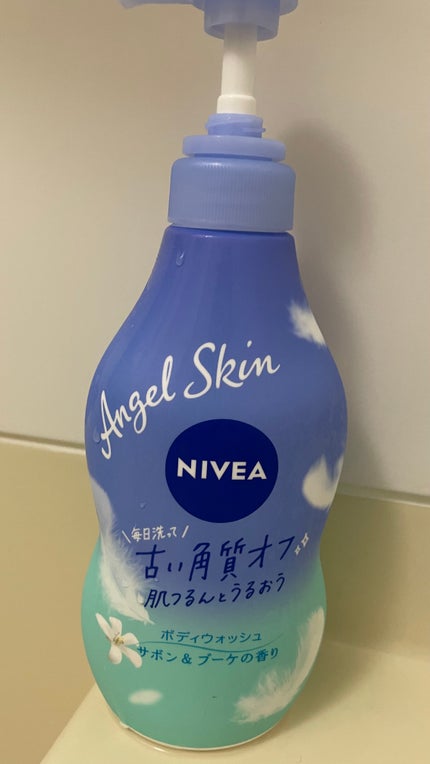 Angel Skin
NIVEA
\毎日洗って/
古い角質オフ
肌つるんとうるおう
ボディウォッシュ
サボン&ブーケの香り